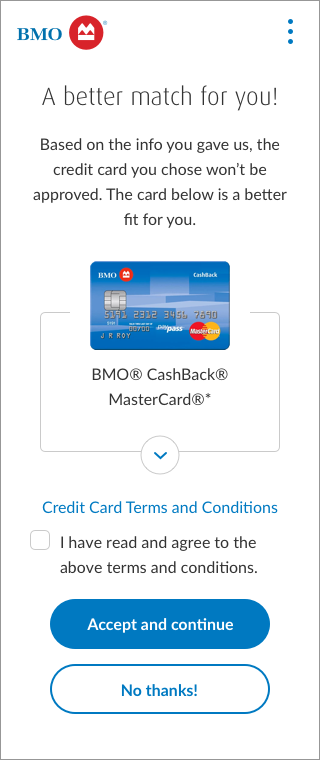 BMO
A better match for you!
Based on the info you gave us, the
credit card you chose won't be
approved. The card below is a better
fit for you.
BMO CashBack
5191 2312 3456 7690
PayPass MasterCard
J R ROY
BMO® CashBack®
MasterCard®*
Credit Card Terms and Conditions
I have read and agree to the
above terms and conditions.
Accept and continue
No thanks!